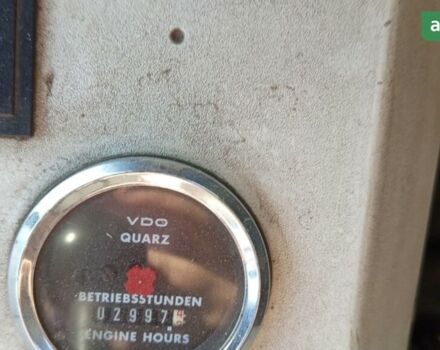 a
VDO
QUARZ
BETRIEBSSTUNDEN
02997
ENGINE HOURS